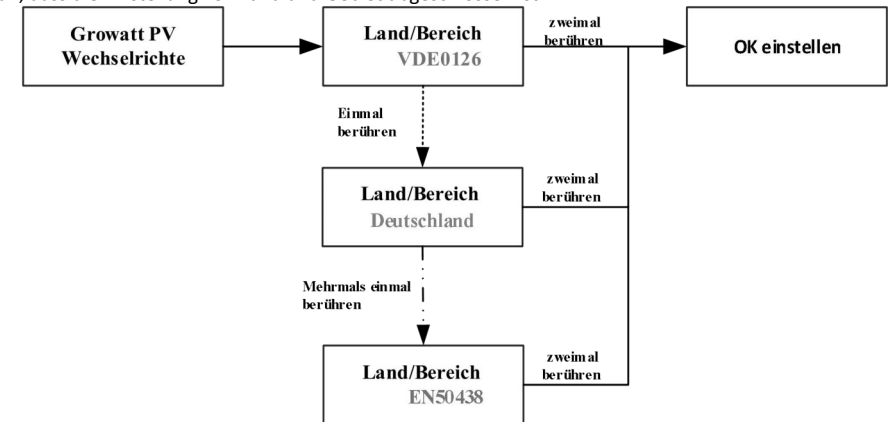 Growatt PV
Wechselrichte
Land/Bereich
VDE0126
zweimal
berühren
OK einstellen
Einmal
berühren
Land/Bereich
Deutschland
zweimal
berühren
Mehrmals einmal
berühren
Land/Bereich
EN50438
zweimal
berühren